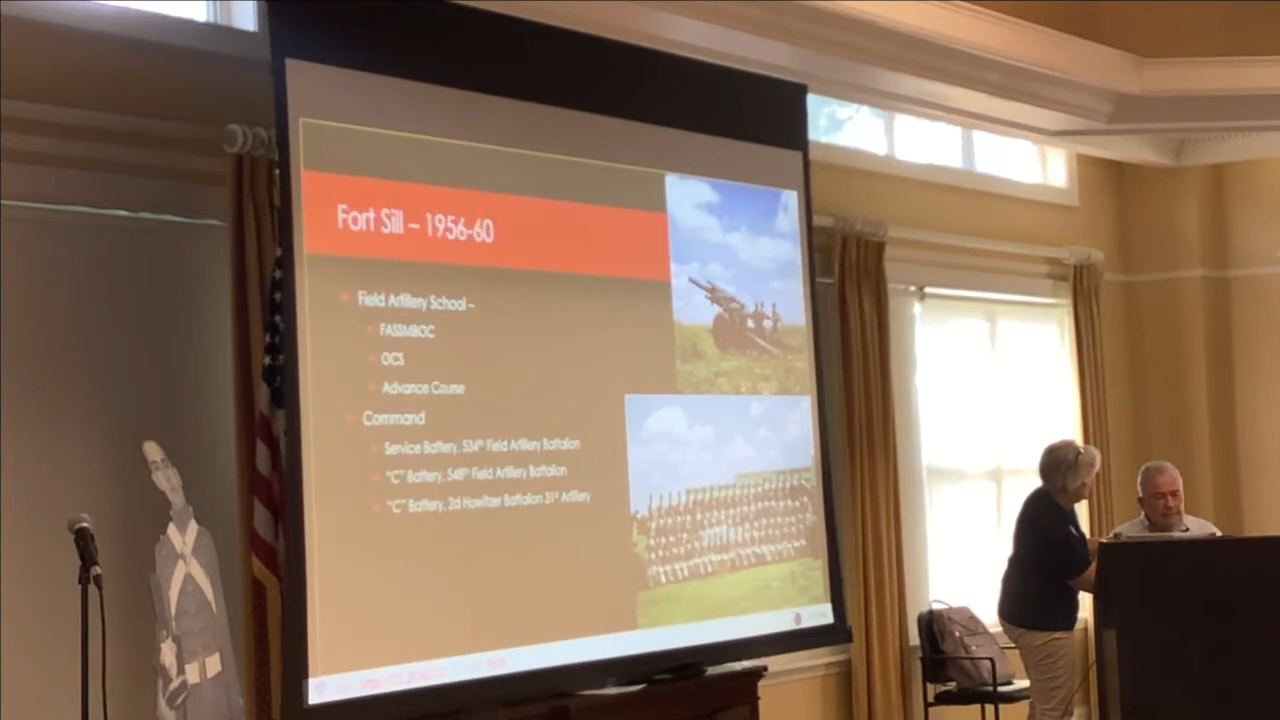 Fort Sill – 1956-60
Field Artillery School –
FASSMBOC
OCS
Advance Course
Command
Service Battery, 534th Field Artillery Battalion
"C" Battery, 548th Field Artillery Battalion
"C" Battery, 2d Howitzer Battalion 31st Artillery